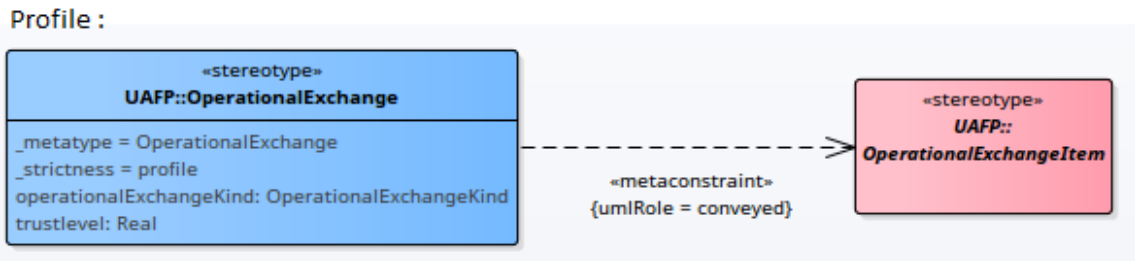 Profile :
«stereotype»
UAFP::OperationalExchange
_metatype = OperationalExchange
_strictness = profile
operationalExchangeKind: OperationalExchangeKind
trustlevel: Real
«metaconstraint»
{umlRole = conveyed}
«stereotype»
UAFP::
OperationalExchangeItem